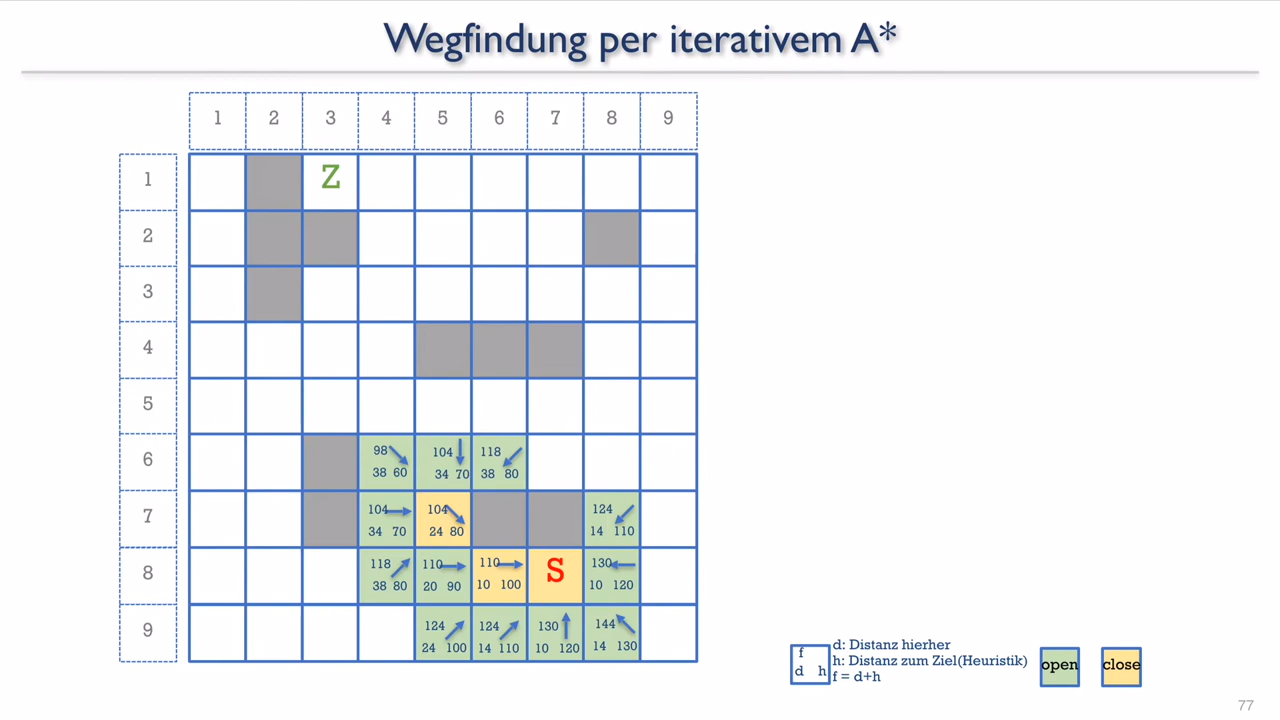 Wegfindung per iterativem A*
1 2 3 4 5 6 7 8 9
1 Z
2
3
4
5
6 98 104 118
38 60 34 70 38 80
7 104 104 124
34 70 24 80 14 110
8 118 110 110 S 130
38 80 20 90 10 100 10 120
9 124 124 130 144
24 100 14 110 10 120 14 130
f d: Distanz hierher
h: Distanz zum Ziel(Heuristik) open close
d h f = d+h
77